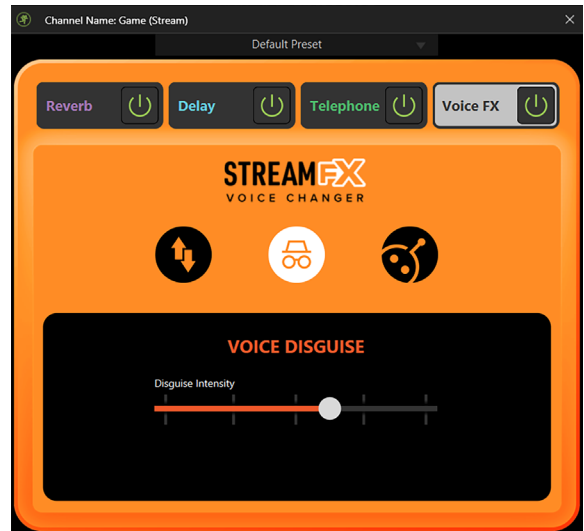 Channel Name: Game (Stream)
Default Preset
Reverb
Delay
Telephone
Voice FX
STREAMFX
VOICE CHANGER
VOICE DISGUISE
Disguise Intensity